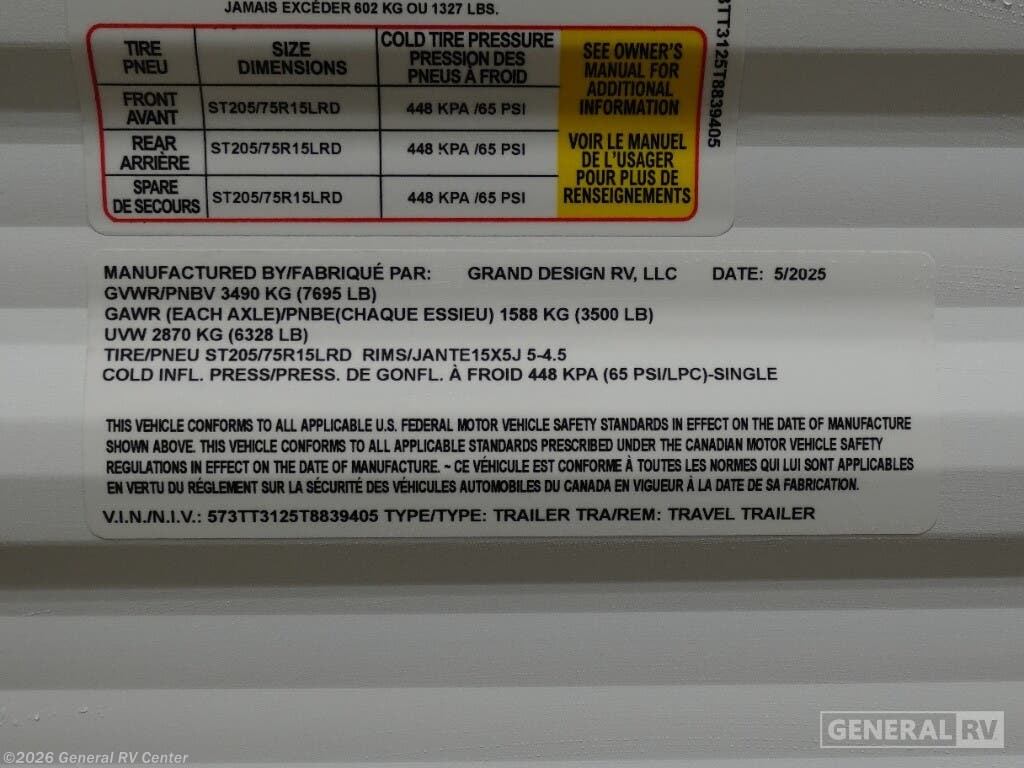 JAMAIS EXCÉDER 602 KG OU 1327 LBS.
TIRE
PNEU
SIZE
DIMENSIONS
COLD TIRE PRESSURE
PRESSION DES
PNEUS À FROID
SEE OWNER'S
MANUAL FOR
ADDITIONAL
INFORMATION
FRONT
AVANT
ST205/75R15LRD
448 KPA /65 PSI
REAR
ARRIÈRE
ST205/75R15LRD
448 KPA /65 PSI
VOIR LE MANUEL
DE L'USAGER
POUR PLUS DE
RENSEIGNEMENTS
SPARE
DE SECOURS
ST205/75R15LRD
448 KPA /65 PSI
TT3125T8839405
MANUFACTURED BY/FABRIQUÉ PAR: GRAND DESIGN RV, LLC DATE: 5/2025
GVWR/PNBV 3490 KG (7695 LB)
GAWR (EACH AXLE)/PNBE(CHAQUE ESSIEU) 1588 KG (3500 LB)
UVW 2870 KG (6328 LB)
TIRE/PNEU ST205/75R15LRD RIMS/JANTE15X5J 5-4.5
COLD INFL. PRESS/PRESS. DE GONFL. À FROID 448 KPA (65 PSI/LPC)-SINGLE
THIS VEHICLE CONFORMS TO ALL APPLICABLE U.S. FEDERAL MOTOR VEHICLE SAFETY STANDARDS IN EFFECT ON THE DATE OF MANUFACTURE
SHOWN ABOVE. THIS VEHICLE CONFORMS TO ALL APPLICABLE STANDARDS PRESCRIBED UNDER THE CANADIAN MOTOR VEHICLE SAFETY
REGULATIONS IN EFFECT ON THE DATE OF MANUFACTURE. ~ CE VÉHICULE EST CONFORME À TOUTES LES NORMES QUI LUI SONT APPLICABLES
EN VERTU DU RÉGLEMENT SUR LA SÉCURITÉ DES VÉHICULES AUTOMOBILES DU CANADA EN VIGUEUR À LA DATE DE SA FABRICATION.
V.I.N./N.I.V.: 573TT3125T8839405 TYPE/TYPE: TRAILER TRA/REM: TRAVEL TRAILER
GENERAL RV
©2026 General RV Center